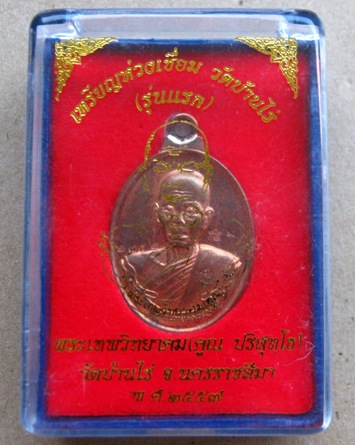 เหรียญห่วงเชื่อม วัดบ้านไร่
(รุ่นแรก)
พระเทพวิทยาคม(คูณ ปริสุทโธ)
วัดบ้านไร่ จ.นครราชสีมา
พ.ศ.๒๕๕๗